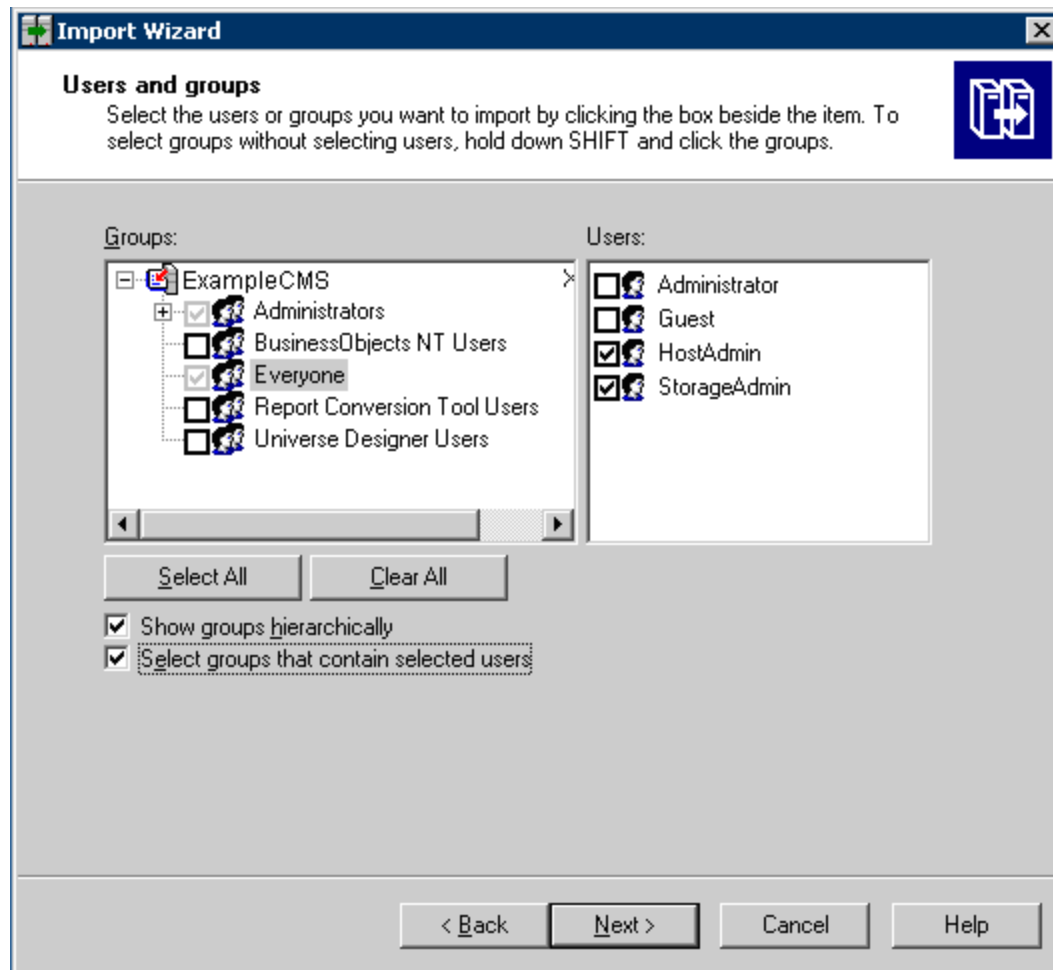 Import Wizard
Users and groups
Select the users or groups you want to import by clicking the box beside the item. To
select groups without selecting users, hold down SHIFT and click the groups.
Groups:
ExampleCMS
Administrators
BusinessObjects NT Users
Everyone
Report Conversion Tool Users
Universe Designer Users
Users:
Administrator
Guest
HostAdmin
StorageAdmin
Select All
Clear All
Show groups hierarchically
Select groups that contain selected users
< Back
Next >
Cancel
Help